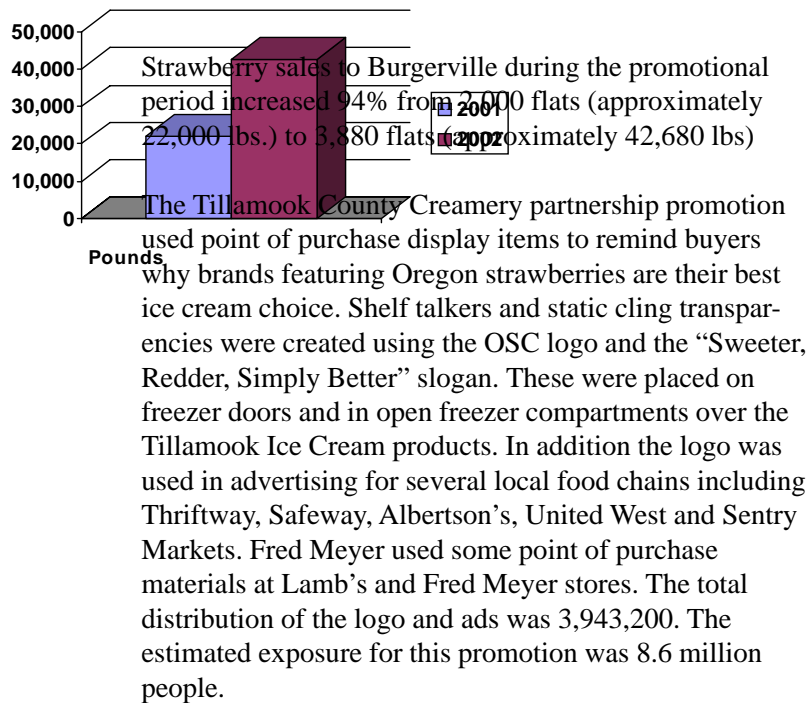 50,000
40,000
30,000
20,000
10,000
0
Pounds
2001
2002
Strawberry sales to Burgerville during the promotional
period increased 94% from 2,000 flats (approximately
22,000 lbs.) to 3,880 flats (approximately 42,680 lbs)
The Tillamook County Creamery partnership promotion
used point of purchase display items to remind buyers
why brands featuring Oregon strawberries are their best
ice cream choice. Shelf talkers and static cling transpar-
encies were created using the OSC logo and the “Sweeter,
Redder, Simply Better” slogan. These were placed on
freezer doors and in open freezer compartments over the
Tillamook Ice Cream products. In addition the logo was
used in advertising for several local food chains including
Thriftway, Safeway, Albertson’s, United West and Sentry
Markets. Fred Meyer used some point of purchase
materials at Lamb’s and Fred Meyer stores. The total
distribution of the logo and ads was 3,943,200. The
estimated exposure for this promotion was 8.6 million
people.